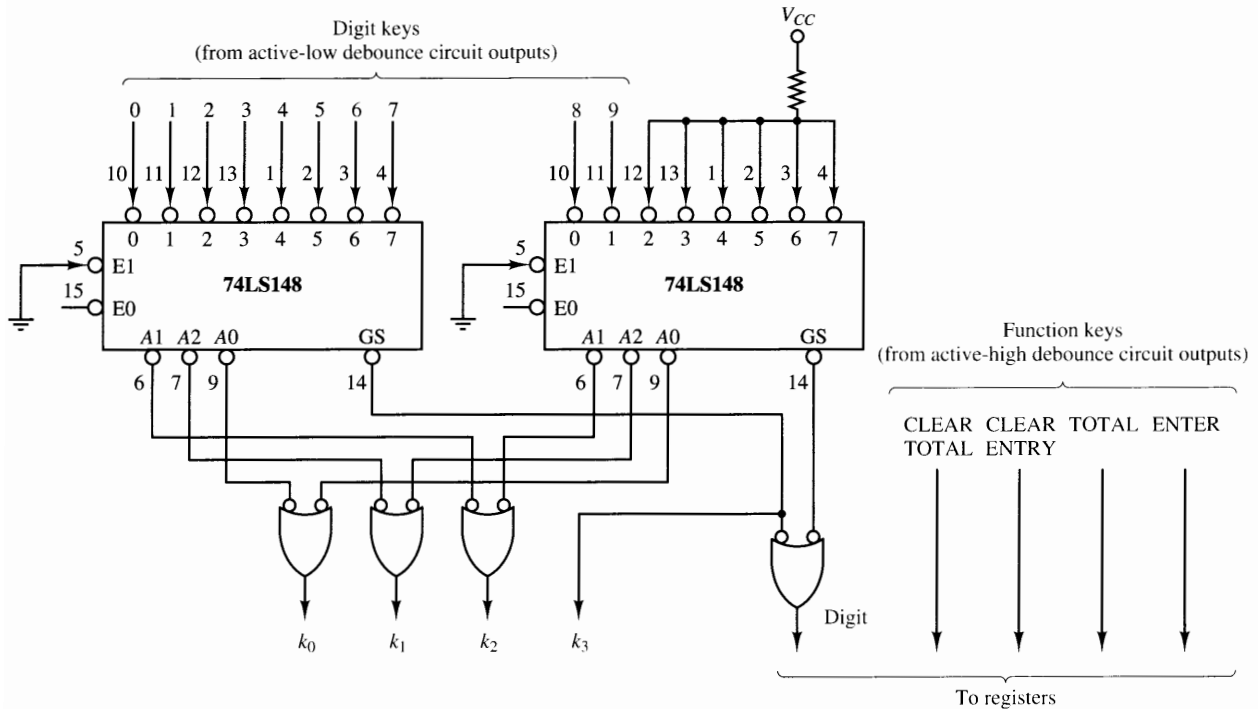 Digit keys
(from active-low debounce circuit outputs)
V_CC
0 1 2 3 4 5 6 7
8 9
10 11 12 13 1 2 3 4
10 11 12 13 1 2 3 4
0 1 2 3 4 5 6 7
0 1 2 3 4 5 6 7
5 E1
74LS148
15 E0
5 E1
74LS148
15 E0
A1 A2 A0 GS
A1 A2 A0 GS
6 7 9 14
6 7 9 14
Function keys
(from active-high debounce circuit outputs)
CLEAR CLEAR TOTAL ENTER
TOTAL ENTRY
k0 k1 k2 k3
Digit
To registers